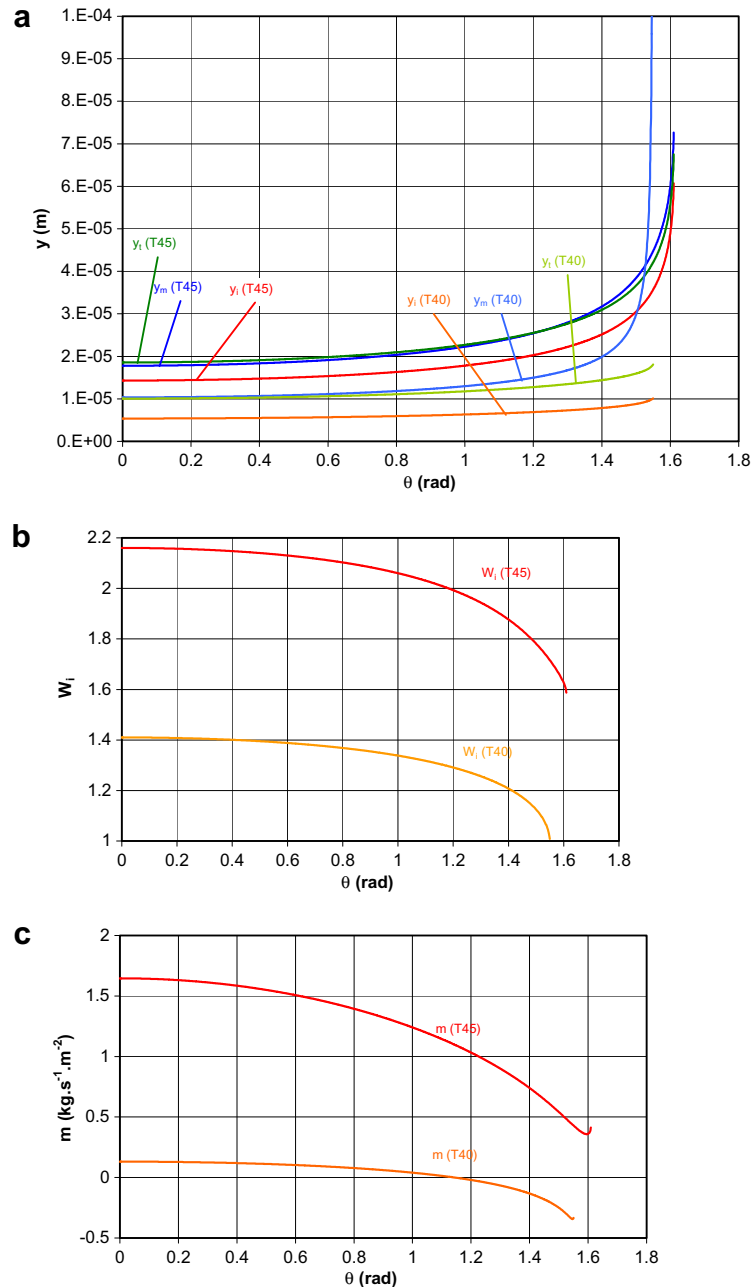 a
1.E-04
9.E-05
8.E-05
7.E-05
6.E-05
5.E-05
4.E-05
3.E-05
2.E-05
1.E-05
0.E+00
y (m)
yt (T45)
ym (T45)
yi (T45)
yi (T40)
ym (T40)
yt (T40)
0 0.2 0.4 0.6 0.8 1 1.2 1.4 1.6 1.8
θ (rad)
b
2.2
2
1.8
1.6
1.4
1.2
1
Wi
Wi (T45)
Wi (T40)
0 0.2 0.4 0.6 0.8 1 1.2 1.4 1.6 1.8
θ (rad)
c
2
1.5
1
0.5
0
-0.5
m (kg.s-1.m-2)
m (T45)
m (T40)
0 0.2 0.4 0.6 0.8 1 1.2 1.4 1.6 1.8
θ (rad)